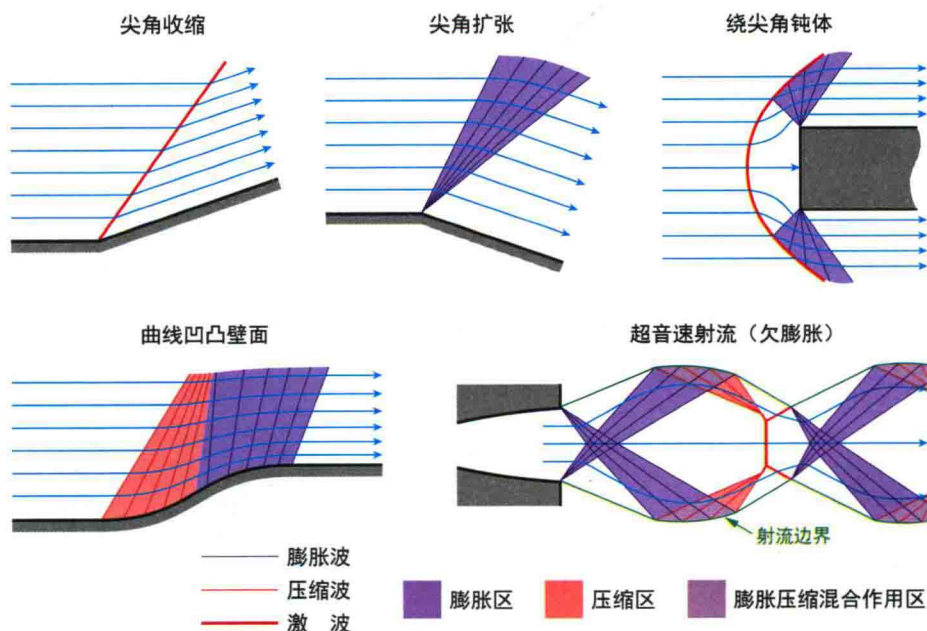 尖角收缩
尖角扩张
绕尖角钝体
曲线凹凸壁面
超音速射流（欠膨胀）
射流边界
膨胀波
压缩波
激　波
膨胀区
压缩区
膨胀压缩混合作用区